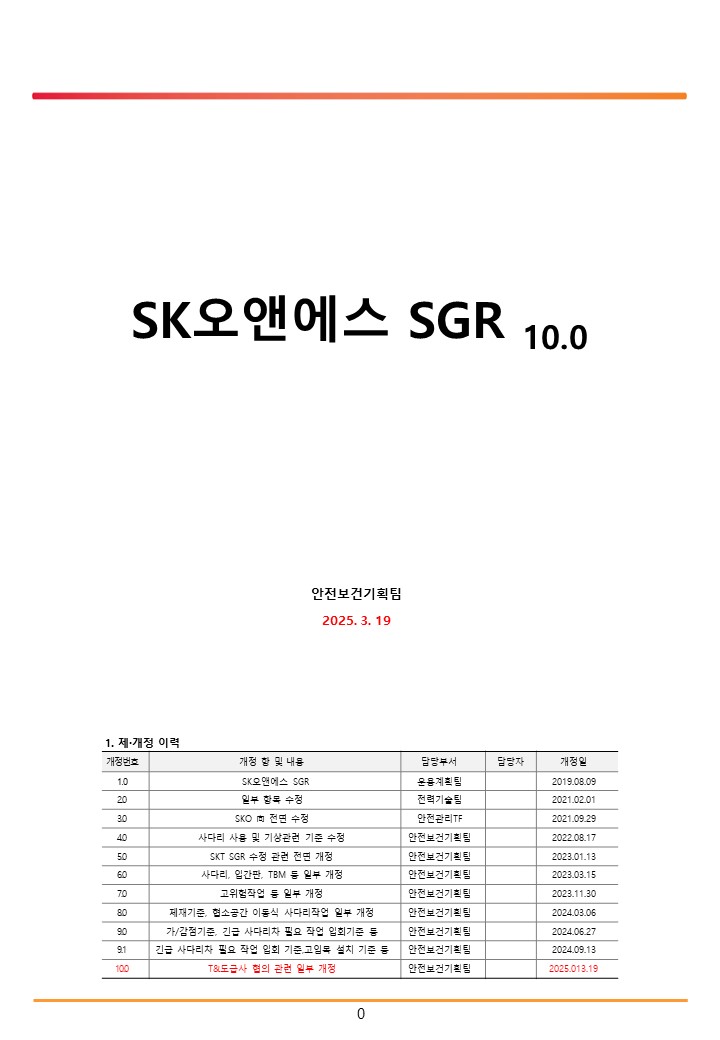 SK오앤에스 SGR 10.0
안전보건기획팀
2025. 3. 19
1. 제·개정 이력
개정번호 개정 항 및 내용 담당부서 담당자 개정일
1.0 SK오앤에스 SGR 운용계획팀 2019.08.09
2.0 일부 항목 수정 전력기술팀 2021.02.01
3.0 SKO 向 전면 수정 안전관리TF 2021.09.29
4.0 사다리 사용 및 기상관련 기준 수정 안전보건기획팀 2022.08.17
5.0 SKT SGR 수정 관련 전면 개정 안전보건기획팀 2023.01.13
6.0 사다리, 입간판, TBM 등 일부 개정 안전보건기획팀 2023.03.15
7.0 고위험작업 등 일부 개정 안전보건기획팀 2023.11.30
8.0 제재기준, 협소공간 이동식 사다리작업 일부 개정 안전보건기획팀 2024.03.06
9.0 가/감점기준, 긴급 사다리차 필요 작업 입회기준 등 안전보건기획팀 2024.06.27
9.1 긴급 사다리차 필요 작업 입회 기준,고임목 설치 기준 등 안전보건기획팀 2024.09.13
10.0 T&도급사 협의 관련 일부 개정 안전보건기획팀 2025.013.19
0